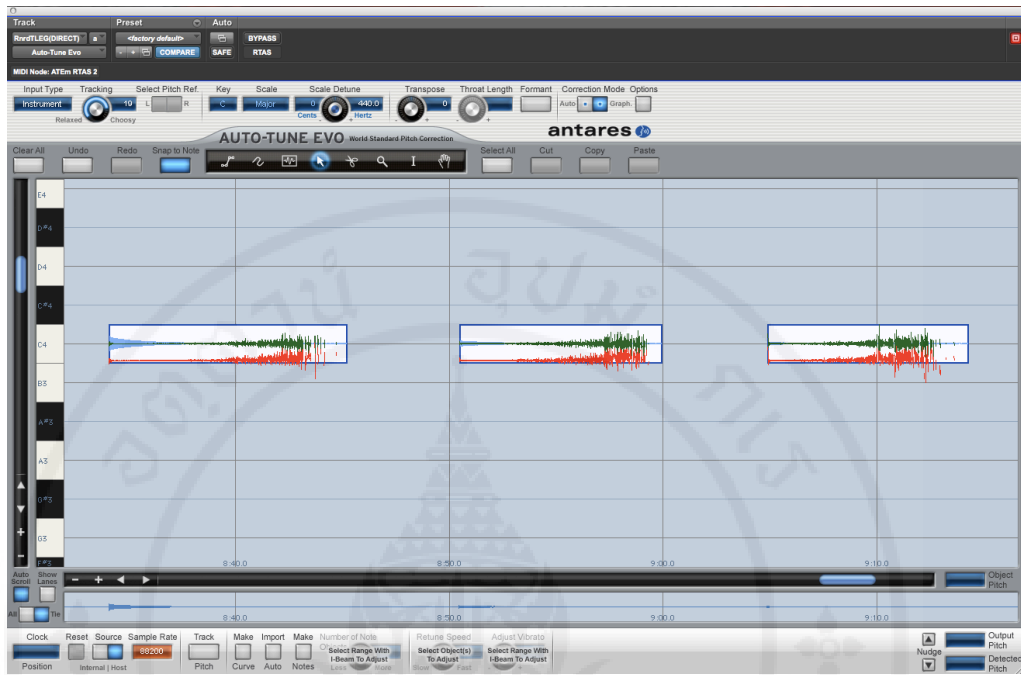 Track Preset Auto
RnrdTLEG(DIRECT) a <factory default> BYPASS
Auto-Tune Evo - + COMPARE SAFE RTAS
MIDI Node: ATEm RTAS 2
Input Type Tracking Select Pitch Ref. Key Scale Scale Detune Transpose Throat Length Formant Correction Mode Options
Instrument 19 L R C Major 0 440.0 0 Auto Graph.
Relaxed Choosy Cents Hertz
AUTO-TUNE EVO World Standard Pitch Correction antares
Clear All Undo Redo Snap to Note Select All Cut Copy Paste
E4
D#4
D4
C#4
C4
B3
A#3
A3
G#3
G3
F#3
8:40.0 8:50.0 9:00.0 9:10.0
Auto Scroll Show Lanes Object Pitch
All Tie
8:40.0 8:50.0 9:00.0 9:10.0
Clock Reset Source Sample Rate Track Make Import Make Number of Note Retune Speed Adjust Vibrato Output Pitch
88200 Select Range With I-Beam To Adjust Select Object(s) To Adjust Select Range With I-Beam To Adjust Nudge
Position Internal | Host Pitch Curve Auto Notes Less More Slow Fast Detected Pitch